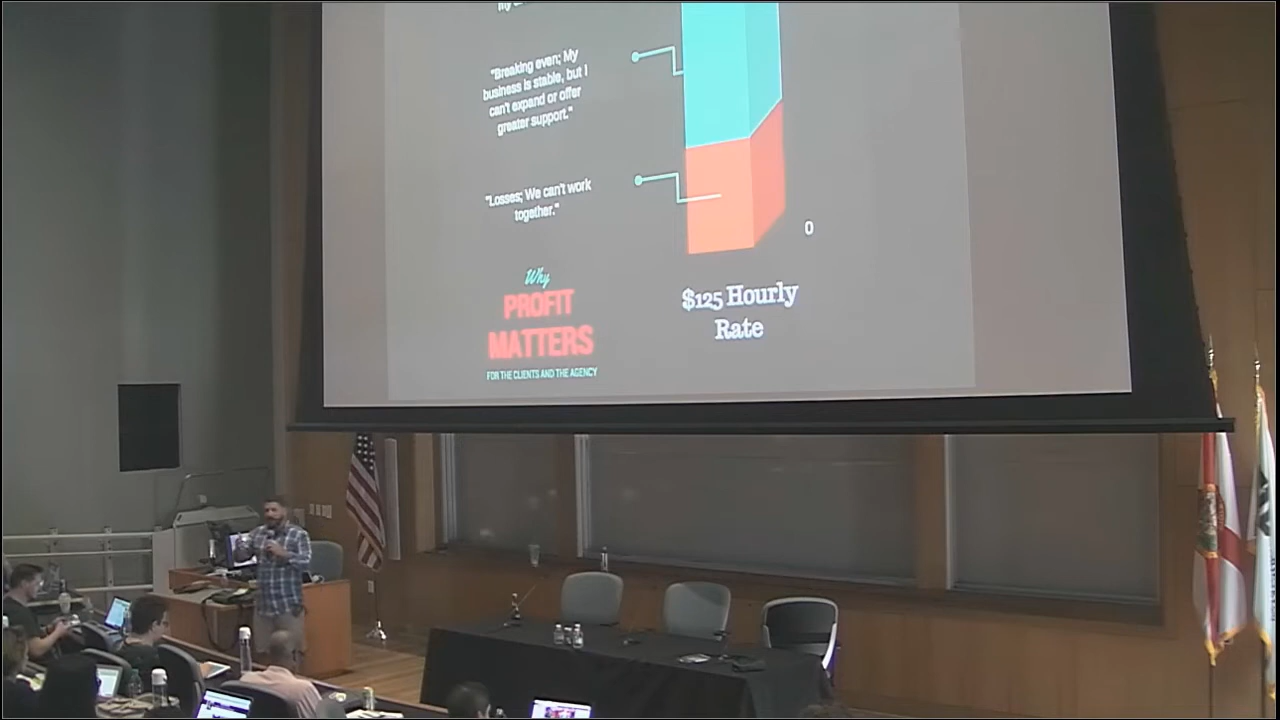 "Breaking even; My
business is stable, but I
can't expand or offer
greater support."
"Losses; We can't work
together."
0
Why
PROFIT
MATTERS
FOR THE CLIENTS AND THE AGENCY
$125 Hourly
Rate